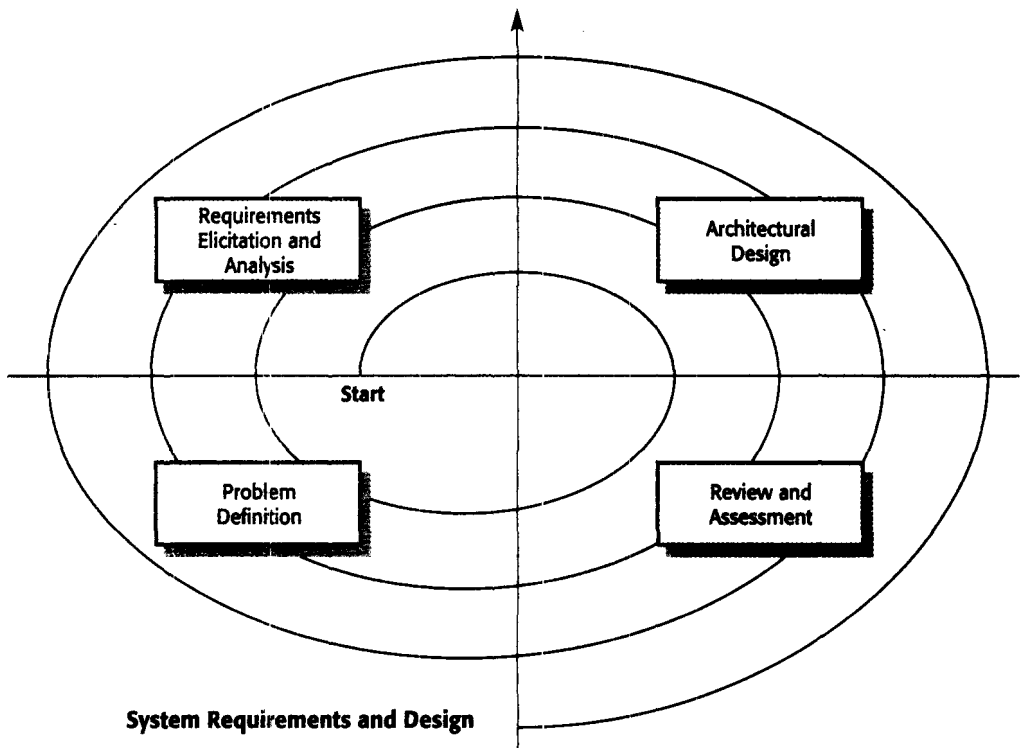 Requirements
Elicitation and
Analysis
Architectural
Design
Start
Problem
Definition
Review and
Assessment
System Requirements and Design